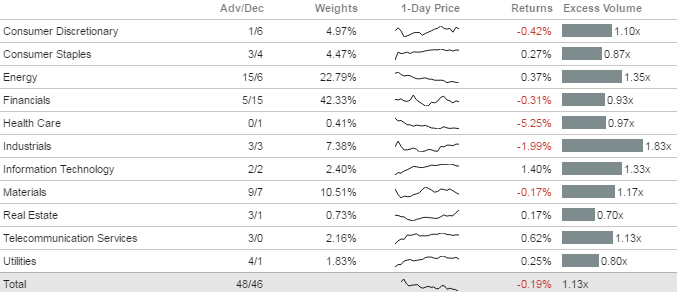 Adv/Dec Weights 1-Day Price Returns Excess Volume
Consumer Discretionary 1/6 4.97% -0.42% 1.10x
Consumer Staples 3/4 4.47% 0.27% 0.87x
Energy 15/6 22.79% 0.37% 1.35x
Financials 5/15 42.33% -0.31% 0.93x
Health Care 0/1 0.41% -5.25% 0.97x
Industrials 3/3 7.38% -1.99% 1.83x
Information Technology 2/2 2.40% 1.40% 1.33x
Materials 9/7 10.51% -0.17% 1.17x
Real Estate 3/1 0.73% 0.17% 0.70x
Telecommunication Services 3/0 2.16% 0.62% 1.13x
Utilities 4/1 1.83% 0.25% 0.80x
Total 48/46 -0.19% 1.13x